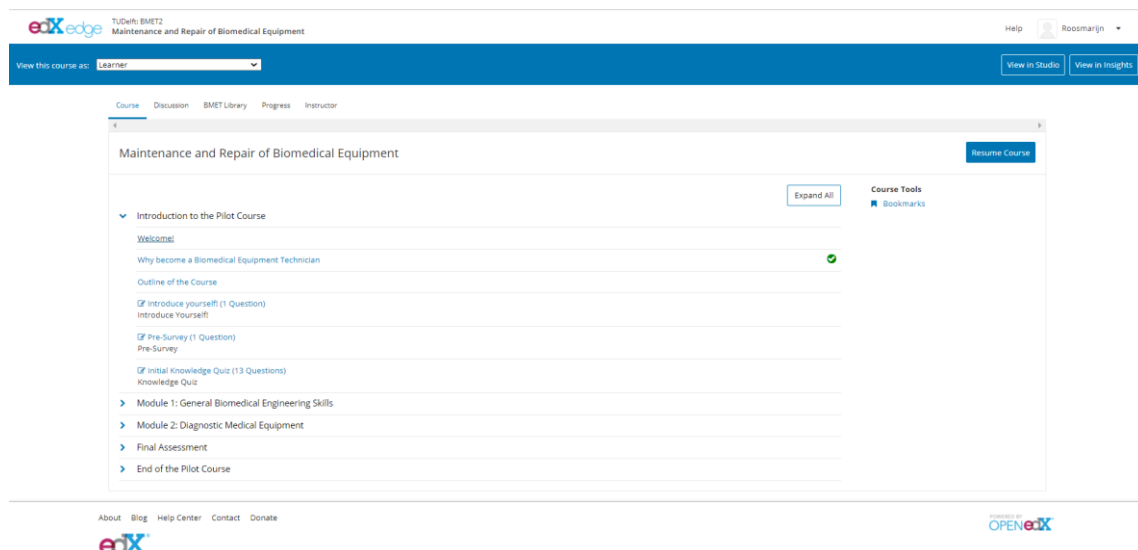 edX edge
TUDelft: BMET2
Maintenance and Repair of Biomedical Equipment
Help
Roosmarijn
View this course as:
Learner
View in Studio
View in Insights
Course
Discussion
BMET Library
Progress
Instructor
Maintenance and Repair of Biomedical Equipment
Resume Course
Expand All
Course Tools
Bookmarks
Introduction to the Pilot Course
Welcome!
Why become a Biomedical Equipment Technician
Outline of the Course
Introduce yourself! (1 Question)
Introduce Yourself!
Pre-Survey (1 Question)
Pre-Survey
Initial Knowledge Quiz (13 Questions)
Knowledge Quiz
Module 1: General Biomedical Engineering Skills
Module 2: Diagnostic Medical Equipment
Final Assessment
End of the Pilot Course
About Blog Help Center Contact Donate
edX
POWERED BY
OPEN edX